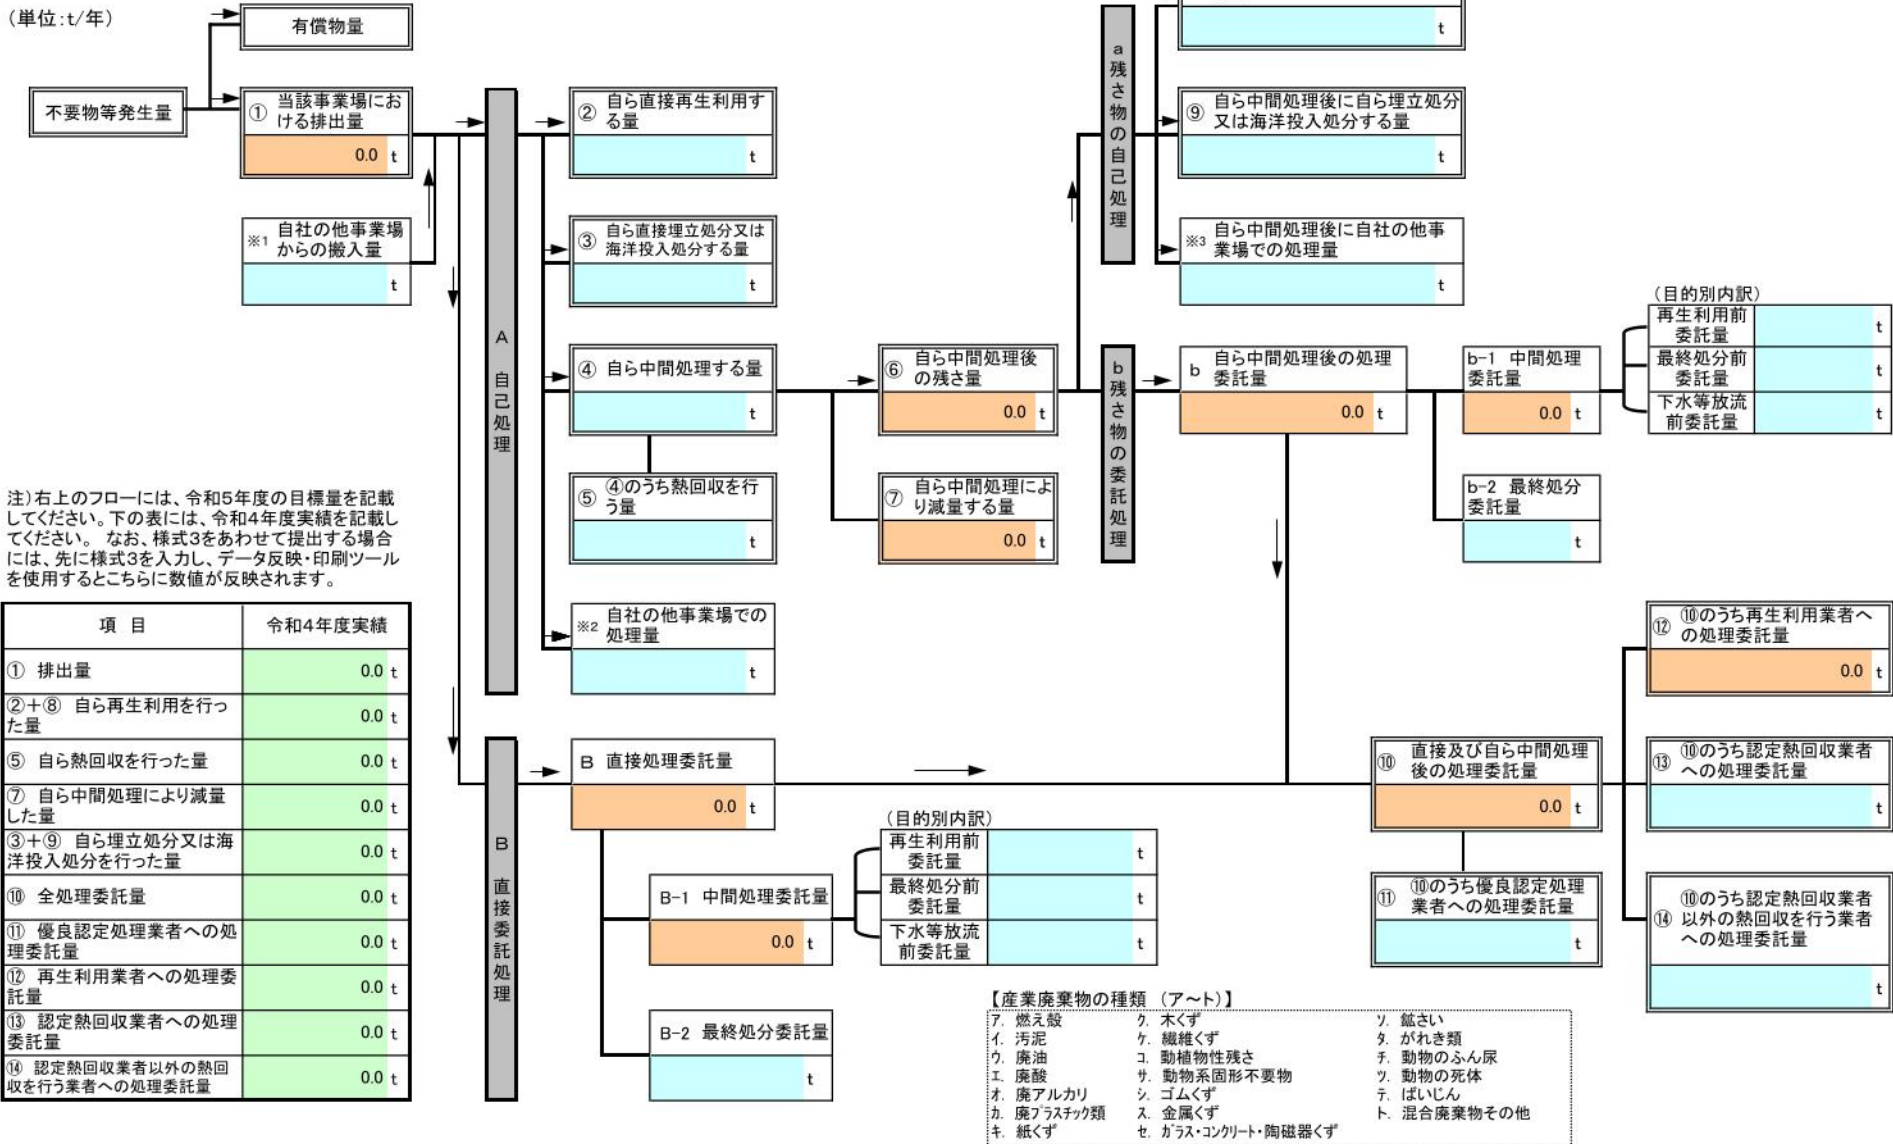 (単位:t/年)
有償物量
不要物等発生量
① 当該事業場にお
ける排出量
0.0 t
※1 自社の他事業場
からの搬入量
t
A 自己処理
② 自ら直接再生利用す
る量
t
③ 自ら直接埋立処分又は
海洋投入処分する量
t
④ 自ら中間処理する量
t
⑤ ④のうち熱回収を行
う量
t
※2 自社の他事業場での
処理量
t
⑥ 自ら中間処理後
の残さ量
0.0 t
⑦ 自ら中間処理によ
り減量する量
0.0 t
a 残さ物の自己処理
t
⑨ 自ら中間処理後に自ら埋立処分
又は海洋投入処分する量
t
※3 自ら中間処理後に自社の他事
業場での処理量
t
b 残さ物の委託処理
b 自ら中間処理後の処理
委託量
0.0 t
b-1 中間処理
委託量
0.0 t
(目的別内訳)
再生利用前
委託量
t
最終処分前
委託量
t
下水等放流
前委託量
t
b-2 最終処分
委託量
t
注)右上のフローには、令和5年度の目標量を記載
してください。下の表には、令和4年度実績を記載し
てください。 なお、様式3をあわせて提出する場合
には、先に様式3を入力し、データ反映・印刷ツール
を使用するとこちらに数値が反映されます。
項 目 令和4年度実績
① 排出量 0.0 t
②+⑧ 自ら再生利用を行っ
た量 0.0 t
⑤ 自ら熱回収を行った量 0.0 t
⑦ 自ら中間処理により減量
した量 0.0 t
③+⑨ 自ら埋立処分又は海
洋投入処分を行った量 0.0 t
⑩ 全処理委託量 0.0 t
⑪ 優良認定処理業者への処
理委託量 0.0 t
⑫ 再生利用業者への処理委
託量 0.0 t
⑬ 認定熱回収業者への処理
委託量 0.0 t
⑭ 認定熱回収業者以外の熱回
収を行う業者への処理委託量 0.0 t
B 直接委託処理
B 直接処理委託量
0.0 t
B-1 中間処理委託量
0.0 t
(目的別内訳)
再生利用前
委託量
t
最終処分前
委託量
t
下水等放流
前委託量
t
B-2 最終処分委託量
t
⑩ 直接及び自ら中間処理
後の処理委託量
0.0 t
⑪ ⑩のうち優良認定処理
業者への処理委託量
t
⑫ ⑩のうち再生利用業者へ
の処理委託量
0.0 t
⑬ ⑩のうち認定熱回収業者
への処理委託量
t
⑭ ⑩のうち認定熱回収業者
以外の熱回収を行う業者
への処理委託量
t
【産業廃棄物の種類 (ア~ト)】
ア. 燃え殻 ク. 木くず ソ. 鉱さい
イ. 汚泥 ケ. 繊維くず タ. がれき類
ウ. 廃油 コ. 動植物性残さ チ. 動物のふん尿
エ. 廃酸 サ. 動物系固形不要物 ツ. 動物の死体
オ. 廃アルカリ シ. ゴムくず テ. ばいじん
カ. 廃プラスチック類 ス. 金属くず ト. 混合廃棄物その他
キ. 紙くず セ. ガラス・コンクリート・陶磁器くず